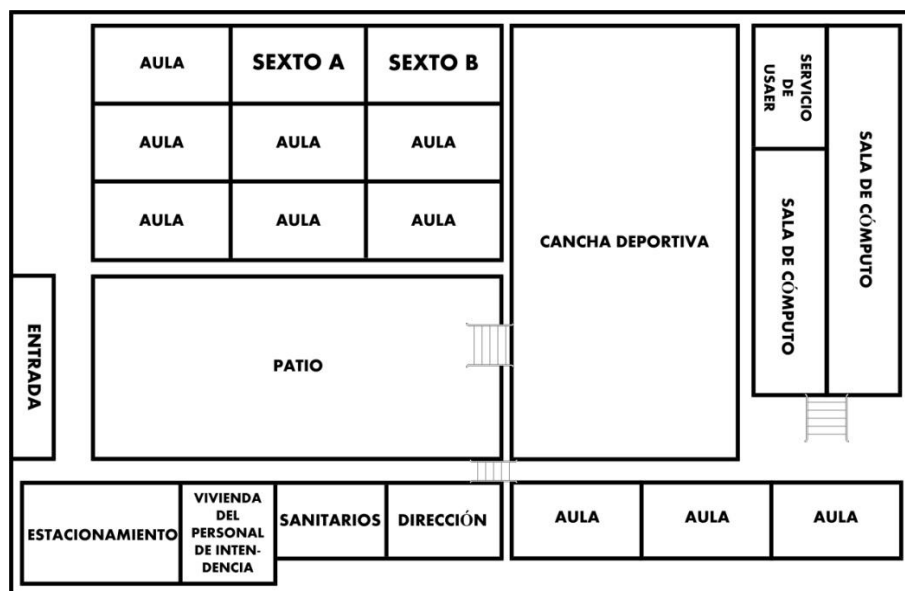 AULA
SEXTO A
SEXTO B
AULA
AULA
AULA
AULA
AULA
AULA
CANCHA DEPORTIVA
SERVICIO
DE
USAER
SALA DE CÓMPUTO
SALA DE CÓMPUTO
ENTRADA
PATIO
ESTACIONAMIENTO
VIVIENDA
DEL
PERSONAL
DE INTEN-
DENCIA
SANITARIOS
DIRECCIÓN
AULA
AULA
AULA